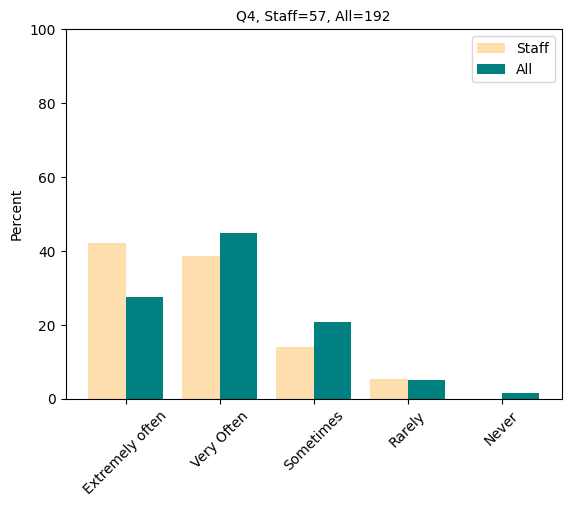 Q4, Staff=57, All=192
Staff
All
Percent
100
80
60
40
20
0
Extremely often
Very Often
Sometimes
Rarely
Never